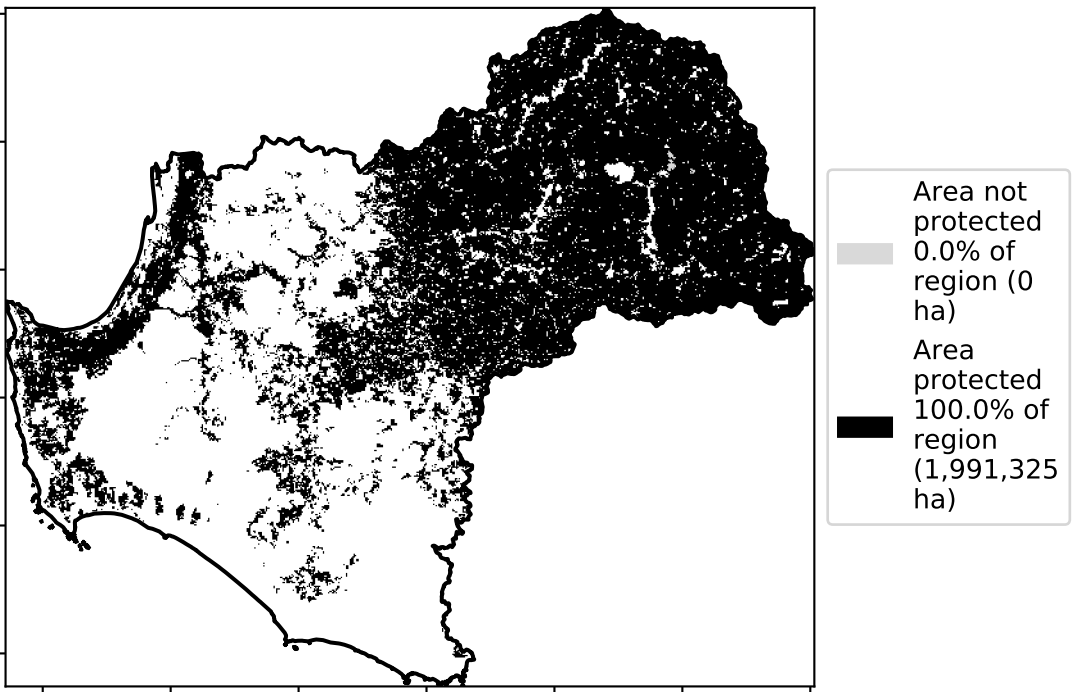 Area not
protected
0.0% of
region (0
ha)
Area
protected
100.0% of
region
(1,991,325
ha)